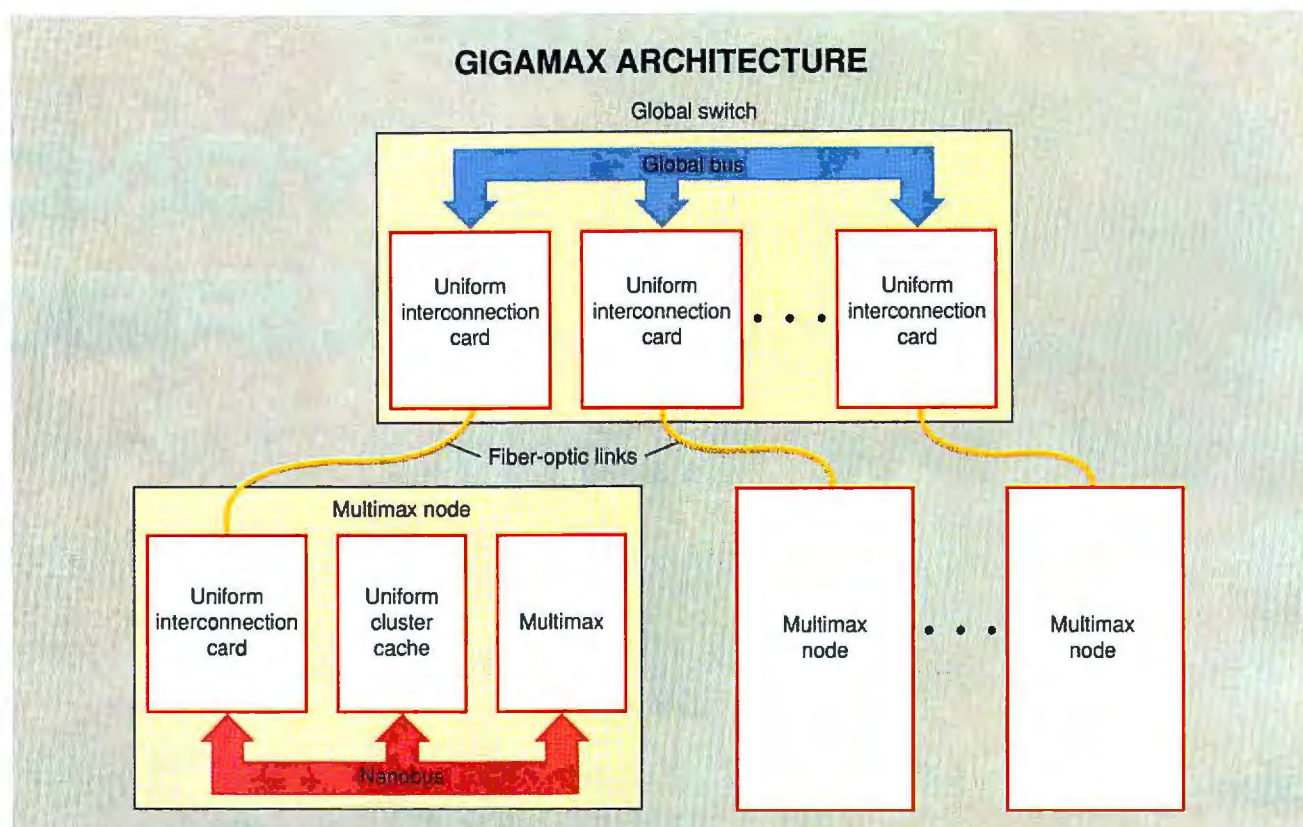 GIGAMAX ARCHITECTURE
Global switch
Global bus
Uniform
interconnection
card
Uniform
interconnection
card
Uniform
interconnection
card
Fiber-optic links
Multimax node
Uniform
interconnection
card
Uniform
cluster
cache
Multimax
Nanobus
Multimax
node
Multimax
node